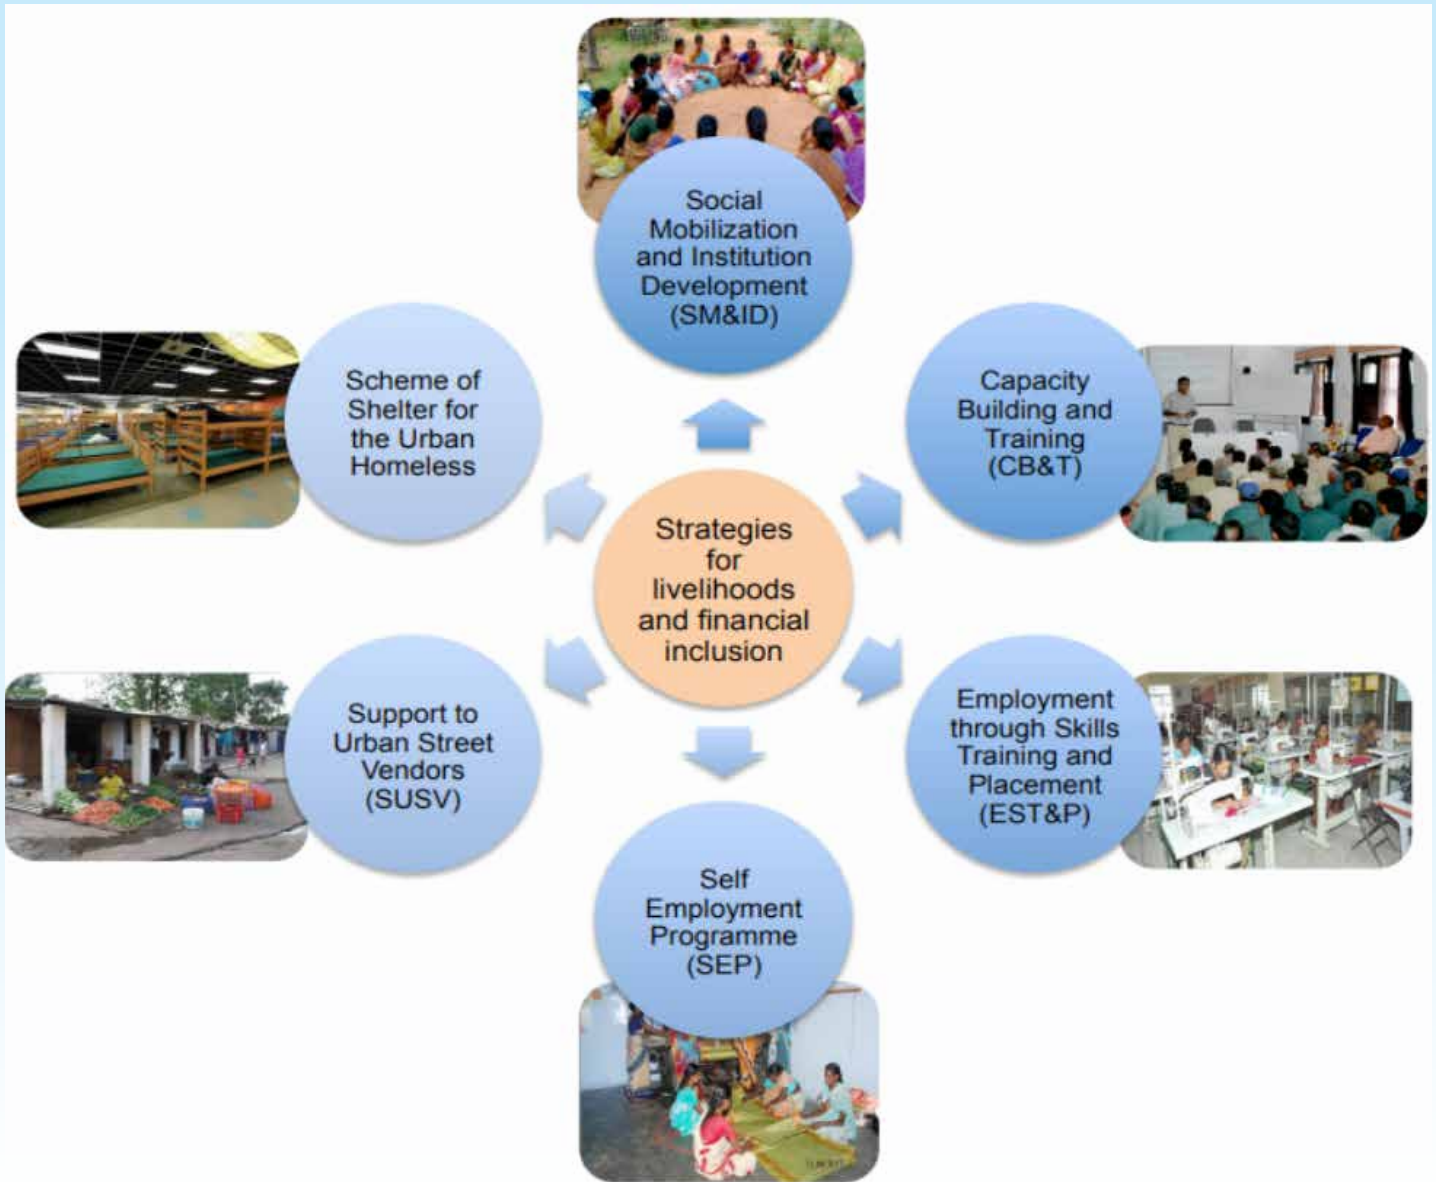 Social
Mobilization
and Institution
Development
(SM&ID)
Scheme of
Shelter for
the Urban
Homeless
Capacity
Building and
Training
(CB&T)
Strategies
for
livelihoods
and financial
inclusion
Support to
Urban Street
Vendors
(SUSV)
Employment
through Skills
Training and
Placement
(EST&P)
Self
Employment
Programme
(SEP)